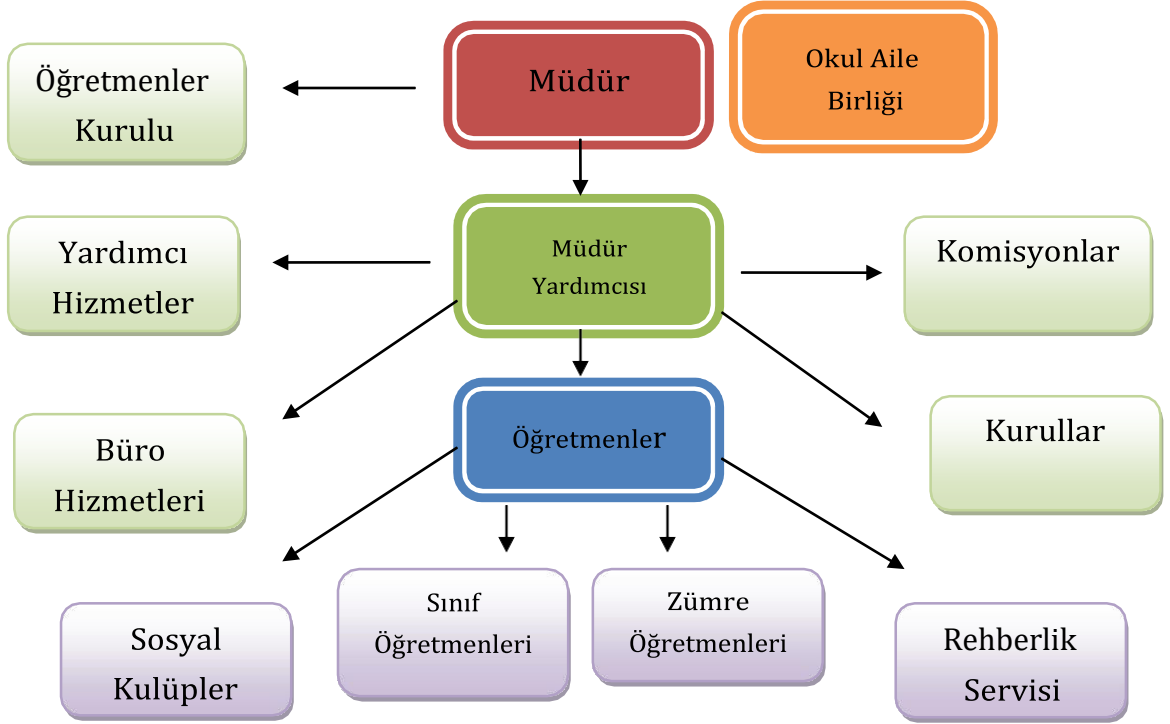 Öğretmenler
Kurulu
Müdür
Okul Aile
Birliği
Yardımcı
Hizmetler
Müdür
Yardımcısı
Komisyonlar
Büro
Hizmetleri
Öğretmenler
Kurullar
Sosyal
Kulüpler
Sınıf
Öğretmenleri
Zümre
Öğretmenleri
Rehberlik
Servisi